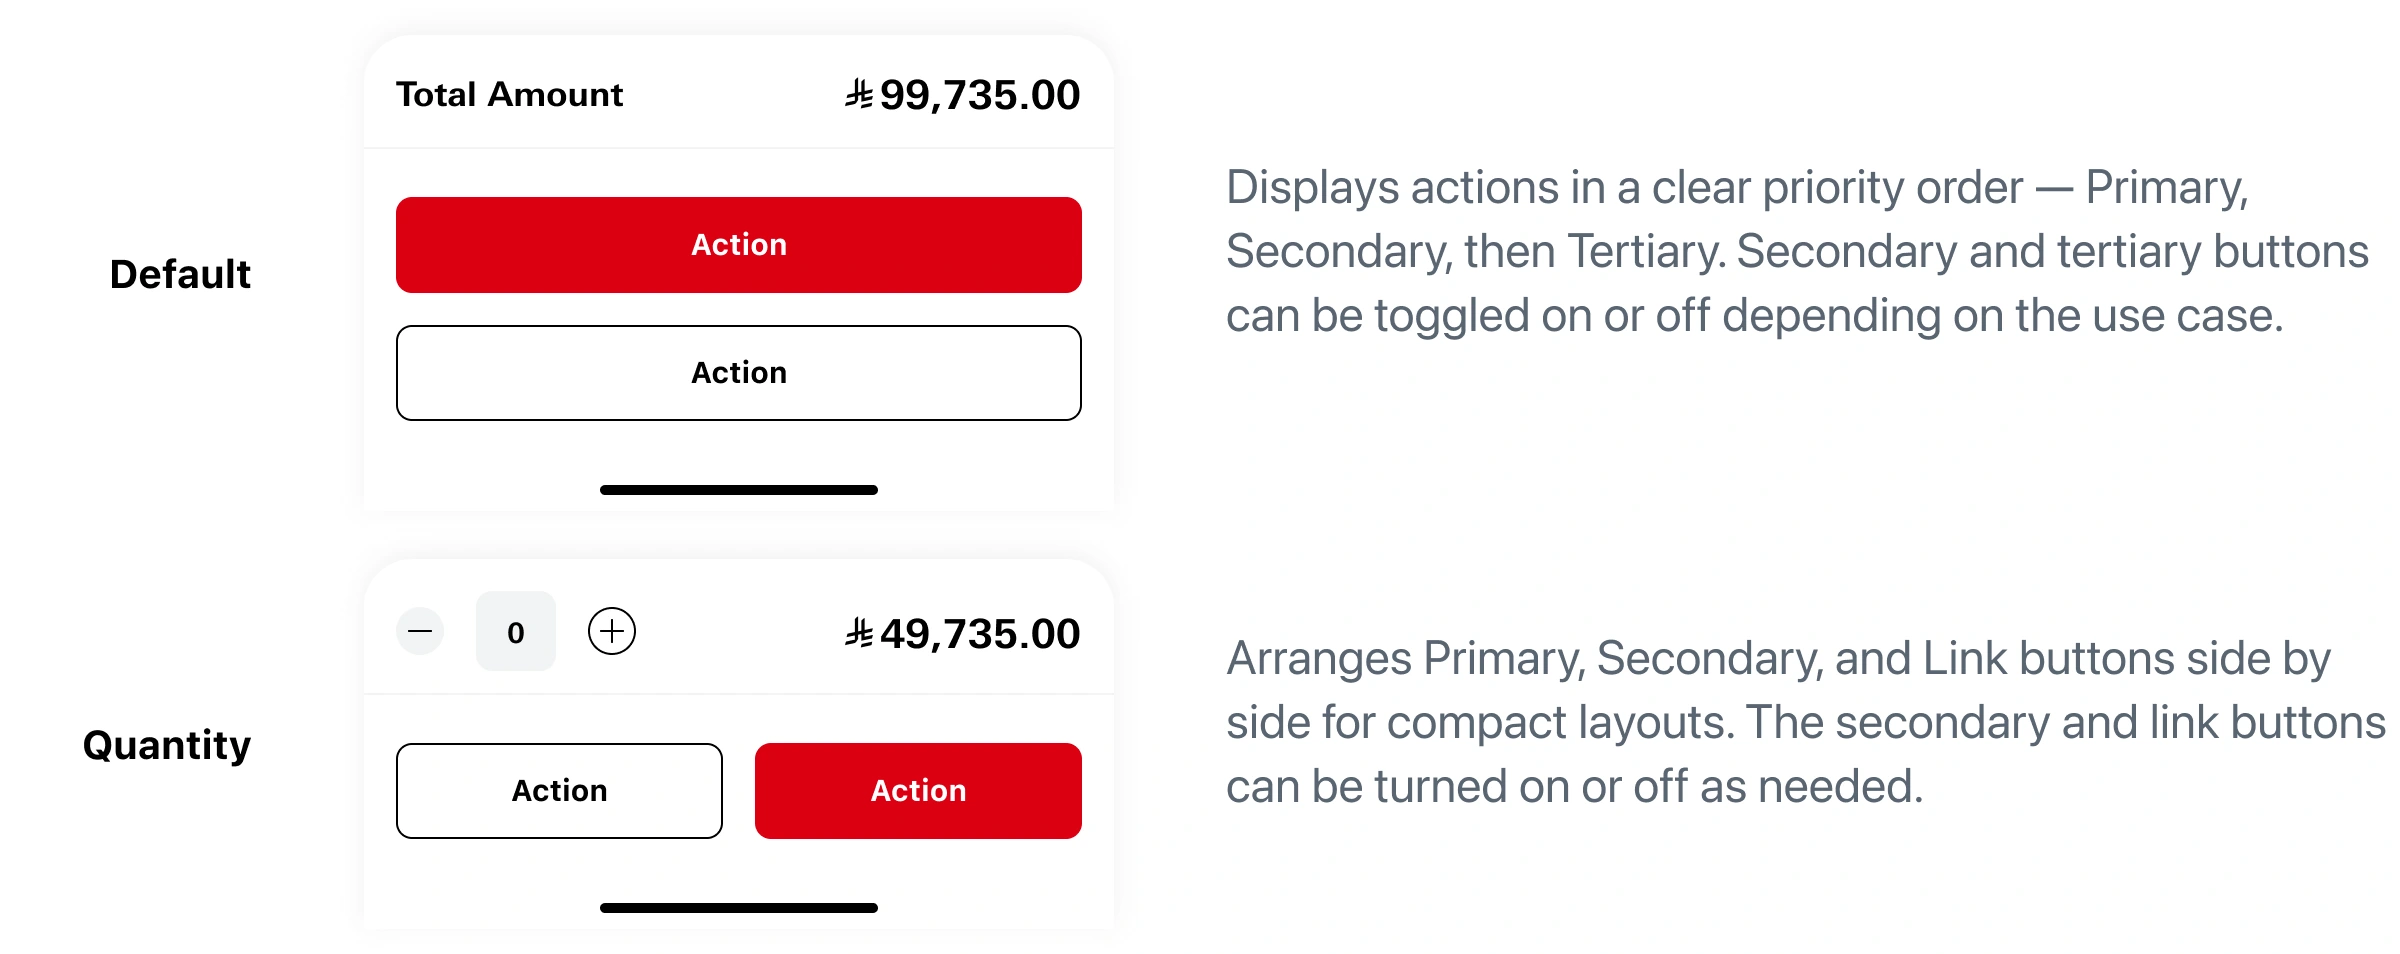 Default
Total Amount
⃁ 99,735.00
Action
Action
Displays actions in a clear priority order — Primary,
Secondary, then Tertiary. Secondary and tertiary buttons
can be toggled on or off depending on the use case.
Quantity
0
⃁ 49,735.00
Action
Action
Arranges Primary, Secondary, and Link buttons side by
side for compact layouts. The secondary and link buttons
can be turned on or off as needed.